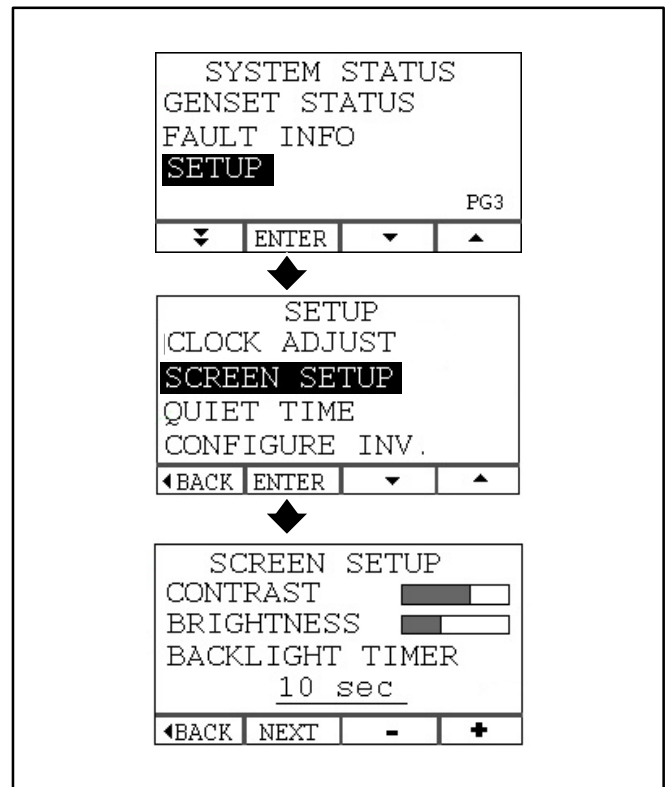 SYSTEM STATUS
GENSET STATUS
FAULT INFO
SETUP
PG3
ENTER
SETUP
CLOCK ADJUST
SCREEN SETUP
QUIET TIME
CONFIGURE INV.
BACK ENTER
SCREEN SETUP
CONTRAST
BRIGHTNESS
BACKLIGHT TIMER
10 sec
BACK NEXT - +